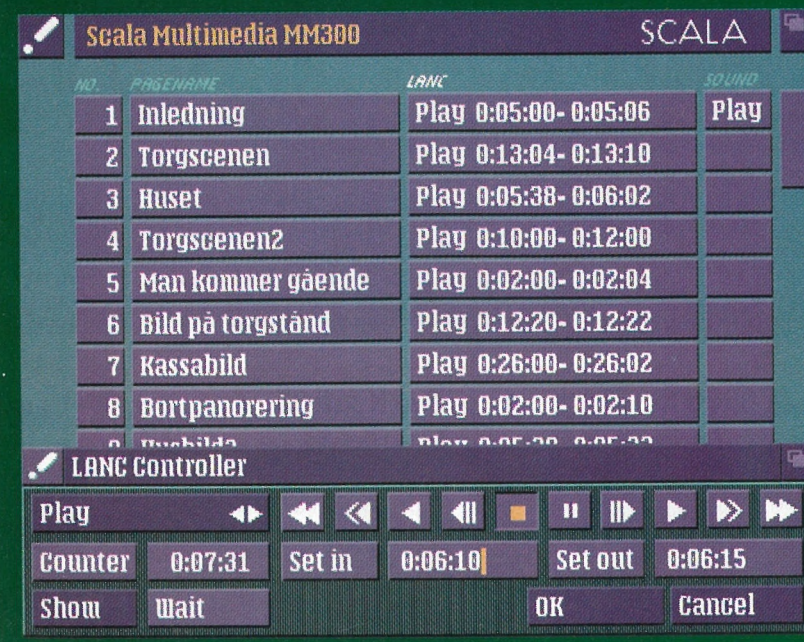 Scala Multimedia MM300 SCALA
NO. PAGENAME LANC SOUND
1 Inledning Play 0:05:00- 0:05:06 Play
2 Torgscenen Play 0:13:04- 0:13:10
3 Huset Play 0:05:38- 0:06:02
4 Torgscenen2 Play 0:10:00- 0:12:00
5 Man kommer gående Play 0:02:00- 0:02:04
6 Bild på torgstånd Play 0:12:20- 0:12:22
7 Kassabild Play 0:26:00- 0:26:02
8 Bortpanorering Play 0:02:00- 0:02:10
LANC Controller
Play
Counter 0:07:31 Set in 0:06:10 Set out 0:06:15
Show Wait OK Cancel